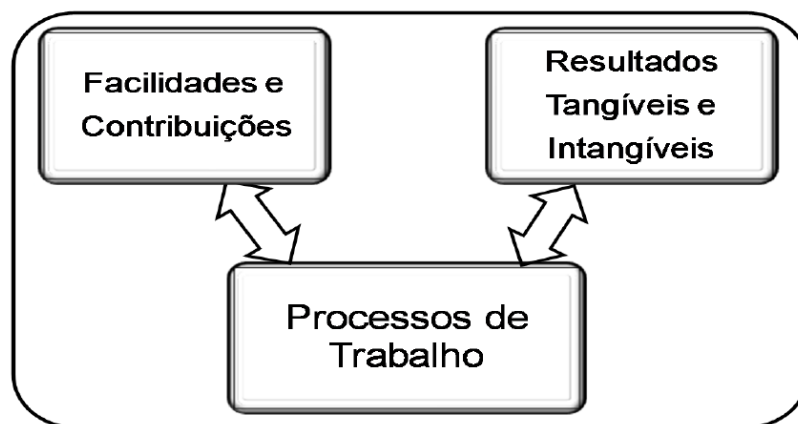 Facilidades e
Contribuições
Resultados
Tangíveis e
Intangíveis
Processos de
Trabalho